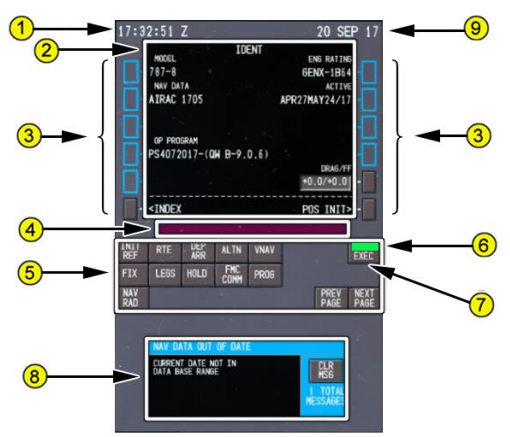 1
17:32:51 Z
20 SEP 17
9
2
IDENT
MODEL
ENG RATING
787-8
GENX-1B64
NAV DATA
ACTIVE
AIRAC 1705
APR27MAY24/17
3
3
OP PROGRAM
PS4072017-(QW B-9.0.6)
DRAG/FF
+0.0/+0.0
<INDEX
POS INIT>
4
INIT REF
RTE
DEP ARR
ALTN
VNAV
EXEC
6
5
FIX
LEGS
HOLD
FMC COMM
PROG
7
NAV RAD
PREV PAGE
NEXT PAGE
NAV DATA OUT OF DATE
8
CURRENT DATE NOT IN
DATA BASE RANGE
CLR
MSG
1 TOTAL
MESSAGES